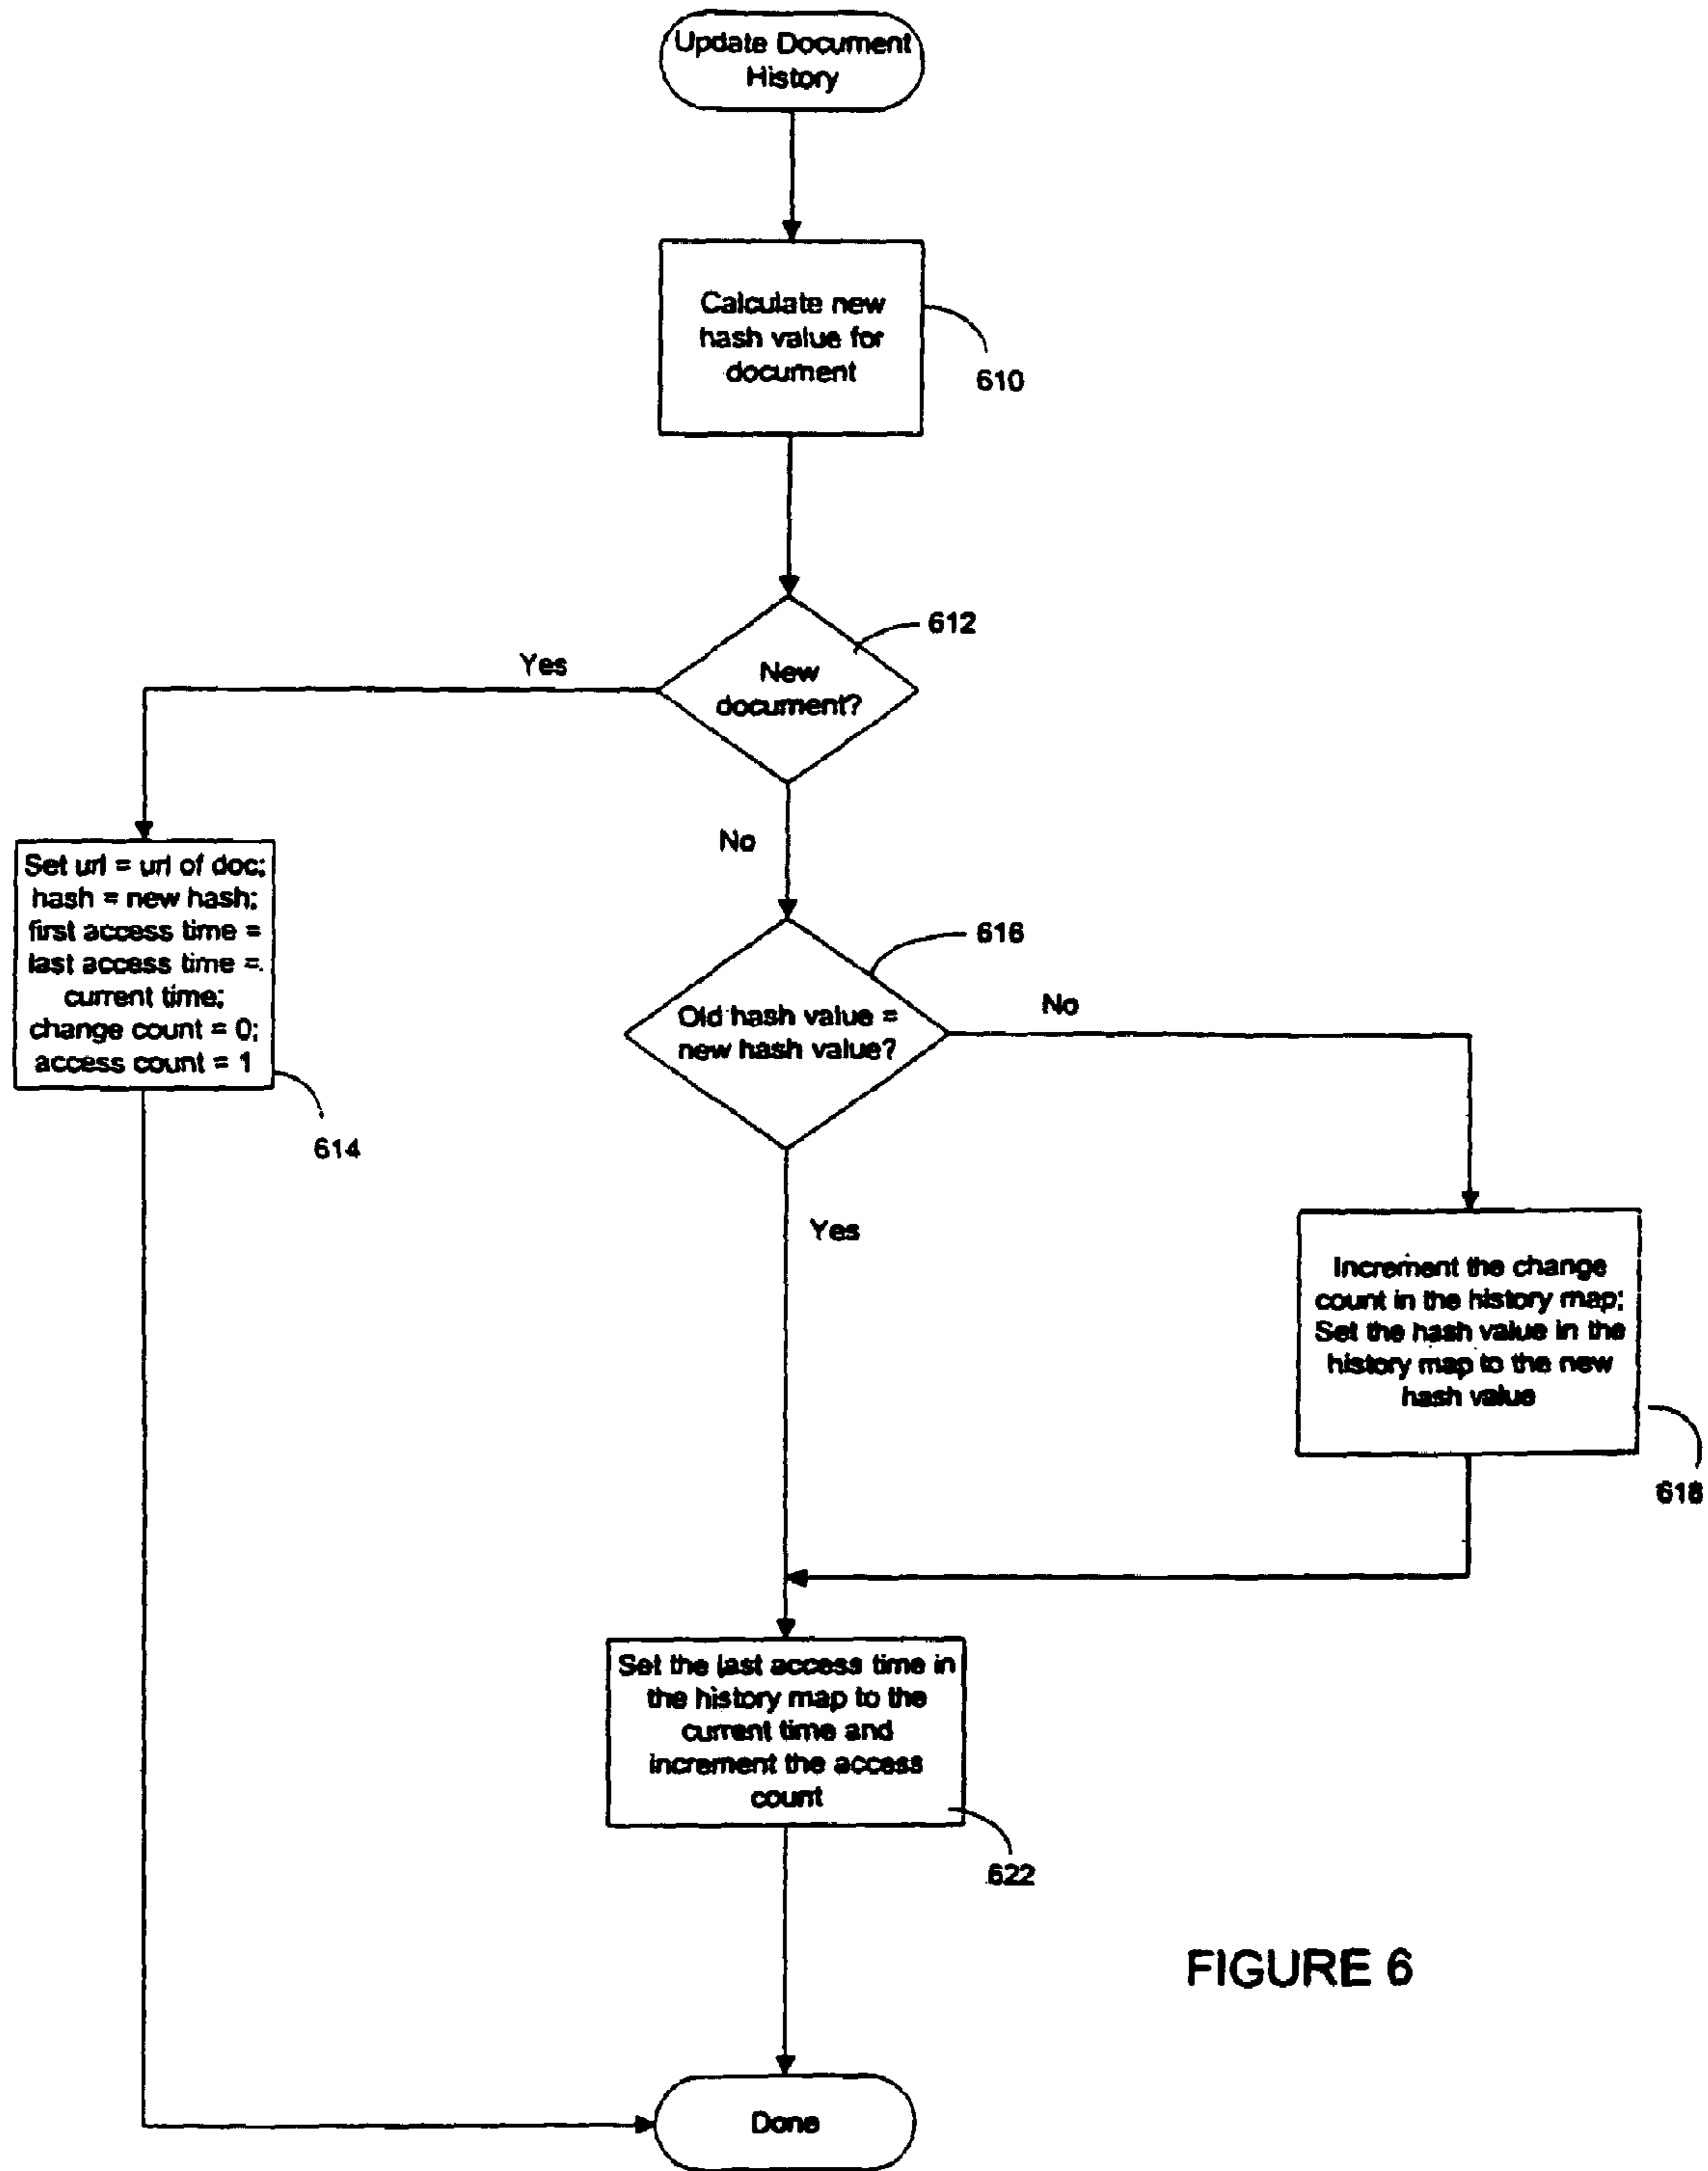 Update Document
History
Calculate new
hash value for
document
610
612
New
document?
Yes
No
Set url = url of doc;
hash = new hash;
first access time =
last access time =
current time;
change count = 0;
access count = 1
614
616
Old hash value =
new hash value?
No
Yes
Increment the change
count in the history map;
Set the hash value in the
history map to the new
hash value
618
Set the last access time in
the history map to the
current time and
increment the access
count
622
FIGURE 6
Done